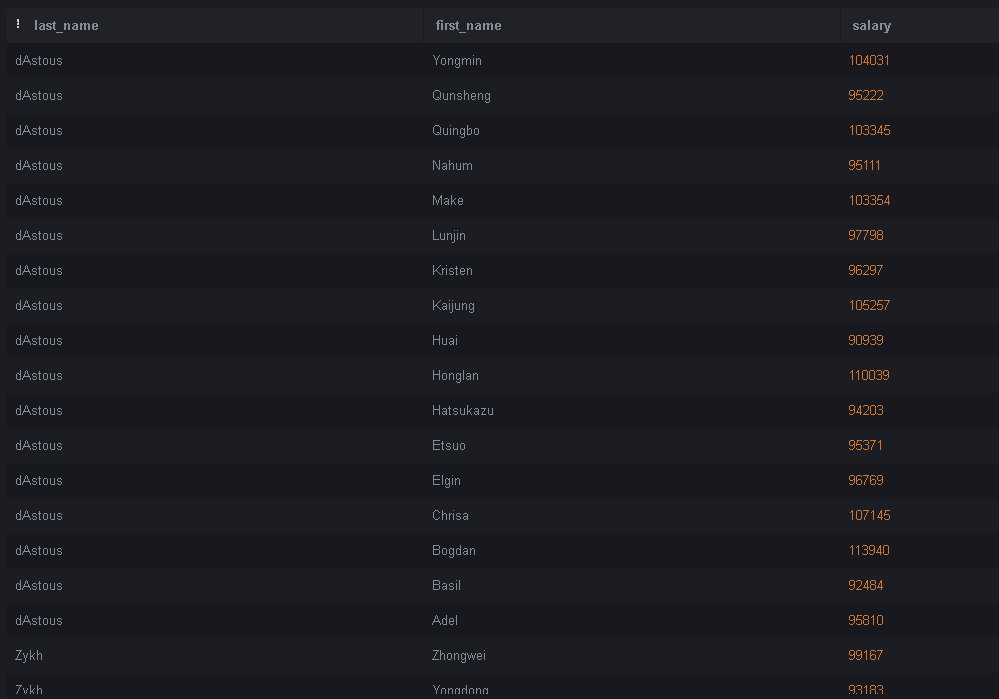 ! last_name first_name salary
dAstous Yongmin 104031
dAstous Qunsheng 95222
dAstous Quingbo 103345
dAstous Nahum 95111
dAstous Make 103354
dAstous Lunjin 97798
dAstous Kristen 96297
dAstous Kaijung 105257
dAstous Huai 90939
dAstous Honglan 110039
dAstous Hatsukazu 94203
dAstous Etsuo 95371
dAstous Elgin 96769
dAstous Chrisa 107145
dAstous Bogdan 113940
dAstous Basil 92484
dAstous Adel 95810
Zykh Zhongwei 99167
Zykh Yongdong 93183